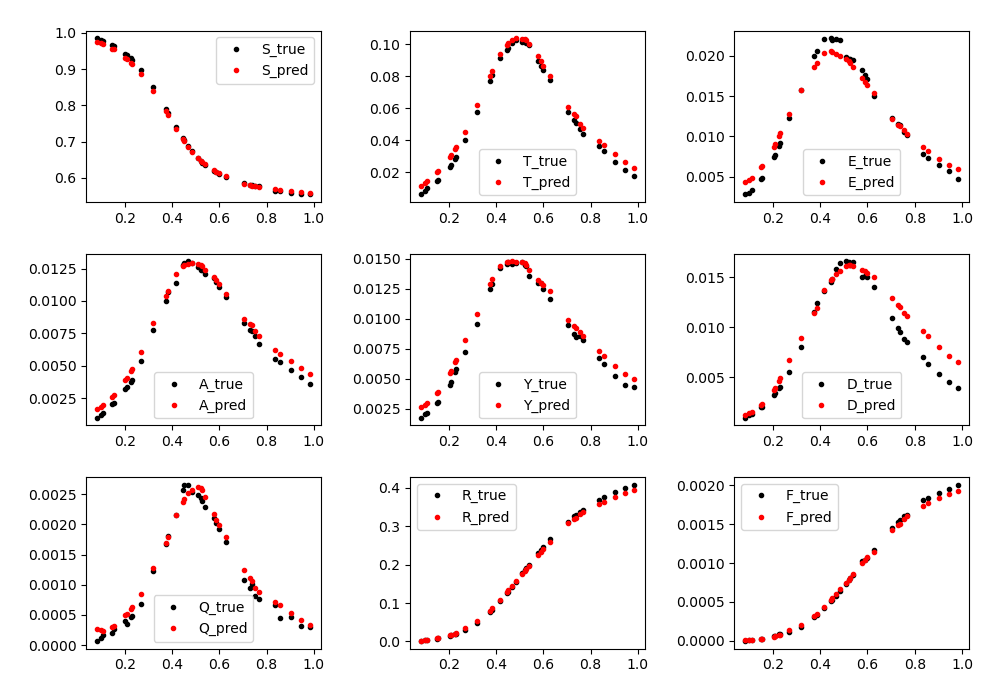 1.0
0.9
0.8
0.7
0.6
S_true
S_pred
0.2 0.4 0.6 0.8 1.0
0.10
0.08
0.06
0.04
0.02
T_true
T_pred
0.2 0.4 0.6 0.8 1.0
0.020
0.015
0.010
0.005
E_true
E_pred
0.2 0.4 0.6 0.8 1.0
0.0125
0.0100
0.0075
0.0050
0.0025
A_true
A_pred
0.2 0.4 0.6 0.8 1.0
0.0150
0.0125
0.0100
0.0075
0.0050
0.0025
Y_true
Y_pred
0.2 0.4 0.6 0.8 1.0
0.015
0.010
0.005
D_true
D_pred
0.2 0.4 0.6 0.8 1.0
0.0025
0.0020
0.0015
0.0010
0.0005
0.0000
Q_true
Q_pred
0.2 0.4 0.6 0.8 1.0
0.4
0.3
0.2
0.1
0.0
R_true
R_pred
0.2 0.4 0.6 0.8 1.0
0.0020
0.0015
0.0010
0.0005
0.0000
F_true
F_pred
0.2 0.4 0.6 0.8 1.0